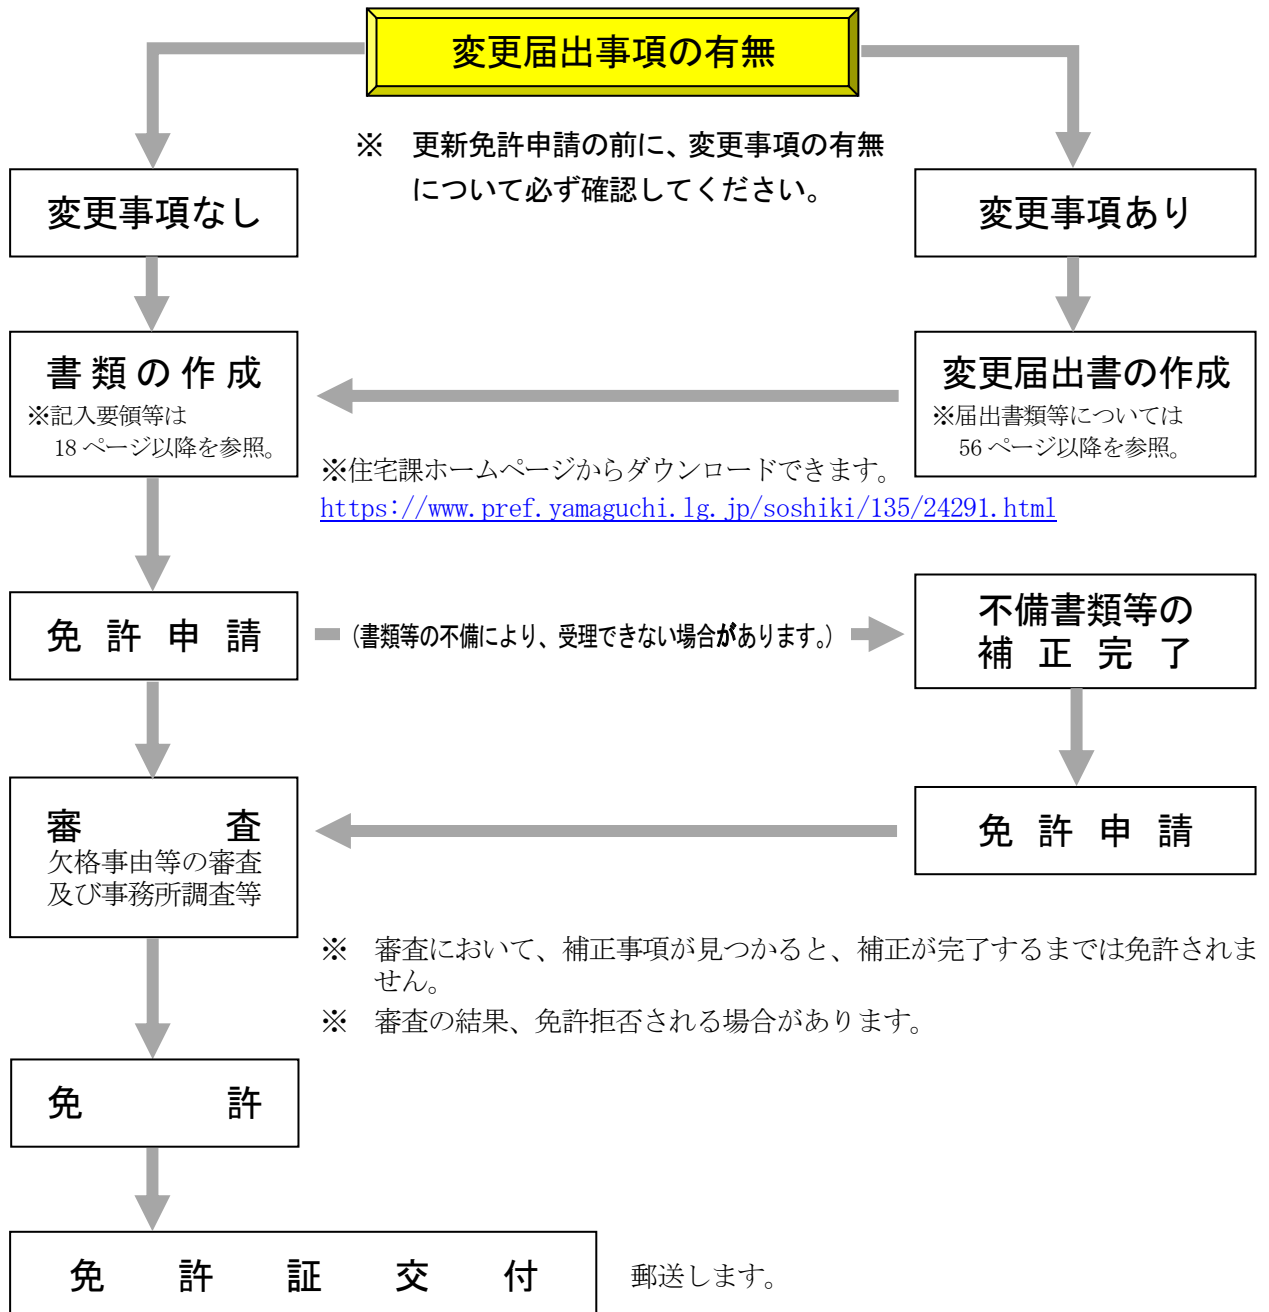 変更届出事項の有無
※ 更新免許申請の前に、変更事項の有無
について必ず確認してください。
変更事項なし
変更事項あり
書類の作成
※記入要領等は
18ページ以降を参照。
変更届出書の作成
※届出書類等については
56ページ以降を参照。
※住宅課ホームページからダウンロードできます。
https://www.pref.yamaguchi.lg.jp/soshiki/135/24291.html
免許申請
(書類等の不備により、受理できない場合があります。)
不備書類等の
補正完了
審査
欠格事由等の審査
及び事務所調査等
免許申請
※ 審査において、補正事項が見つかると、補正が完了するまでは免許されま
せん。
※ 審査の結果、免許拒否される場合があります。
免許
免許証交付
郵送します。